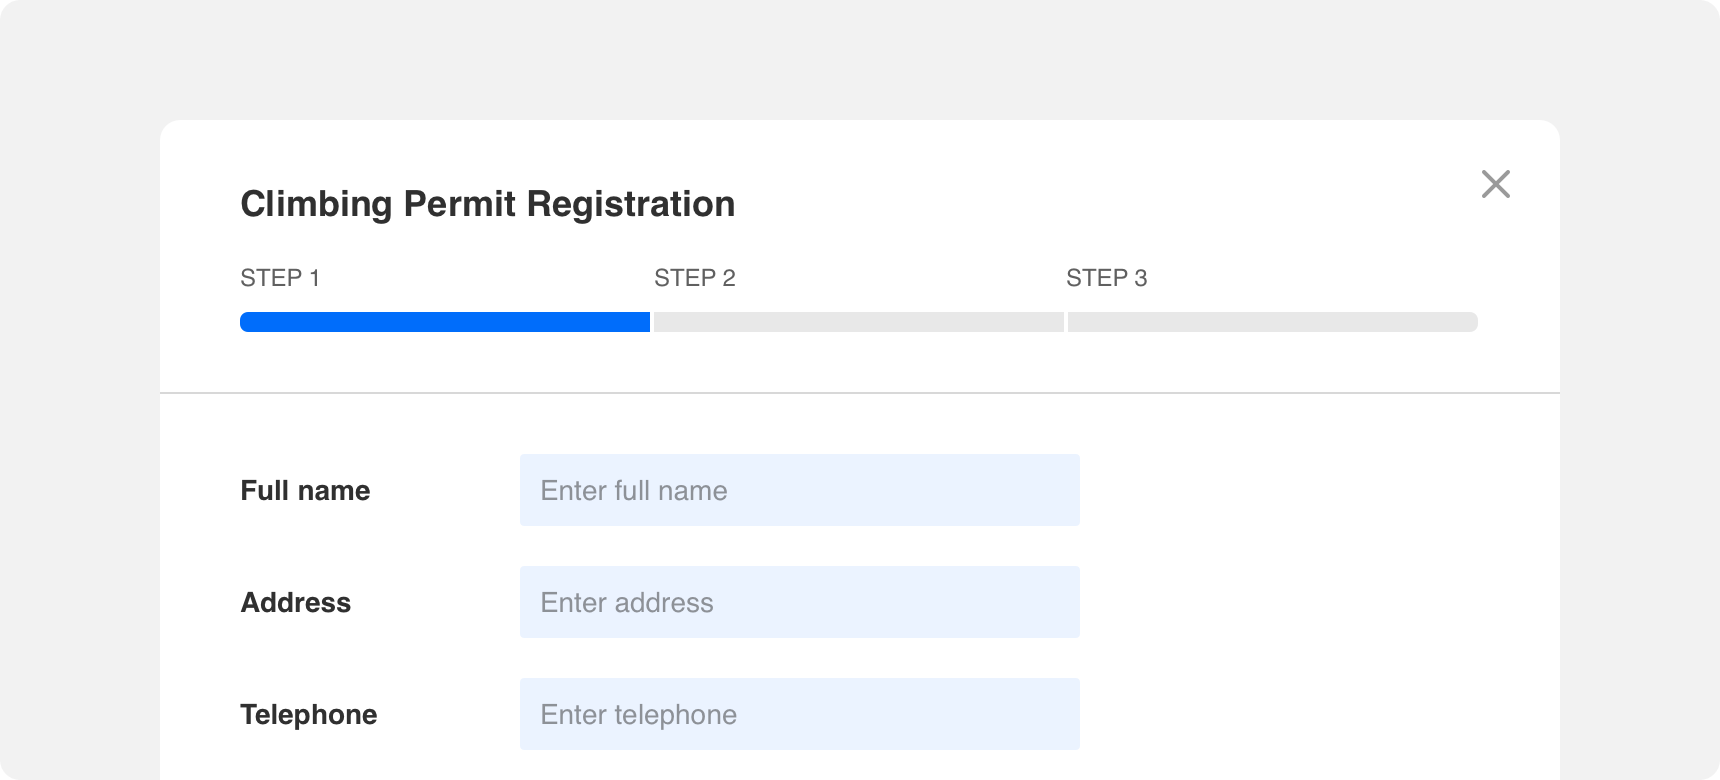 Climbing Permit Registration
STEP 1 STEP 2 STEP 3
Full name Enter full name
Address Enter address
Telephone Enter telephone